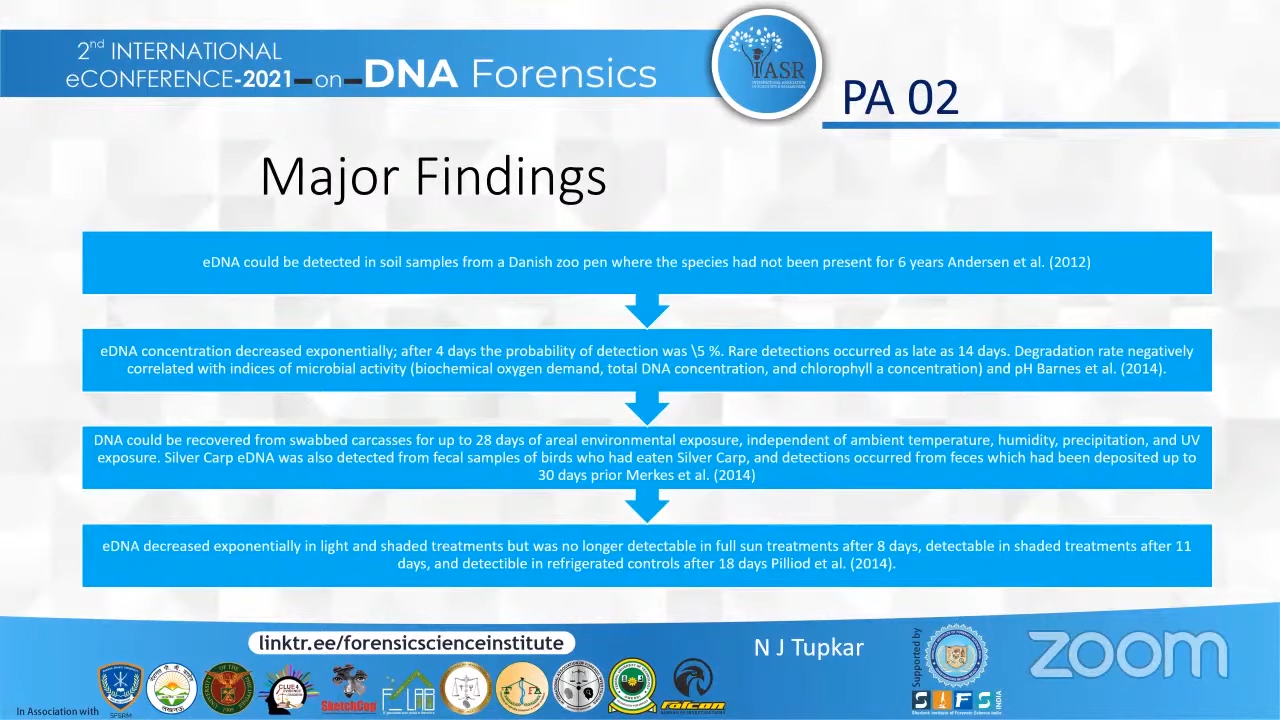 2nd INTERNATIONAL
eCONFERENCE-2021-on-DNA Forensics
IASR
PA 02
Major Findings
eDNA could be detected in soil samples from a Danish zoo pen where the species had not been present for 6 years Andersen et al. (2012)
eDNA concentration decreased exponentially; after 4 days the probability of detection was \5 %. Rare detections occurred as late as 14 days. Degradation rate negatively
correlated with indices of microbial activity (biochemical oxygen demand, total DNA concentration, and chlorophyll a concentration) and pH Barnes et al. (2014).
DNA could be recovered from swabbed carcasses for up to 28 days of areal environmental exposure, independent of ambient temperature, humidity, precipitation, and UV
exposure. Silver Carp eDNA was also detected from fecal samples of birds who had eaten Silver Carp, and detections occurred from feces which had been deposited up to
30 days prior Merkes et al. (2014)
eDNA decreased exponentially in light and shaded treatments but was no longer detectable in full sun treatments after 8 days, detectable in shaded treatments after 11
days, and detectible in refrigerated controls after 18 days Pilliod et al. (2014).
linktr.ee/forensicscienceinstitute
N J Tupkar
Supported by
zoom
In Association with
SFSRM
CLUE4
SketchCop
F LAB
falcon
SIFS
INDIA